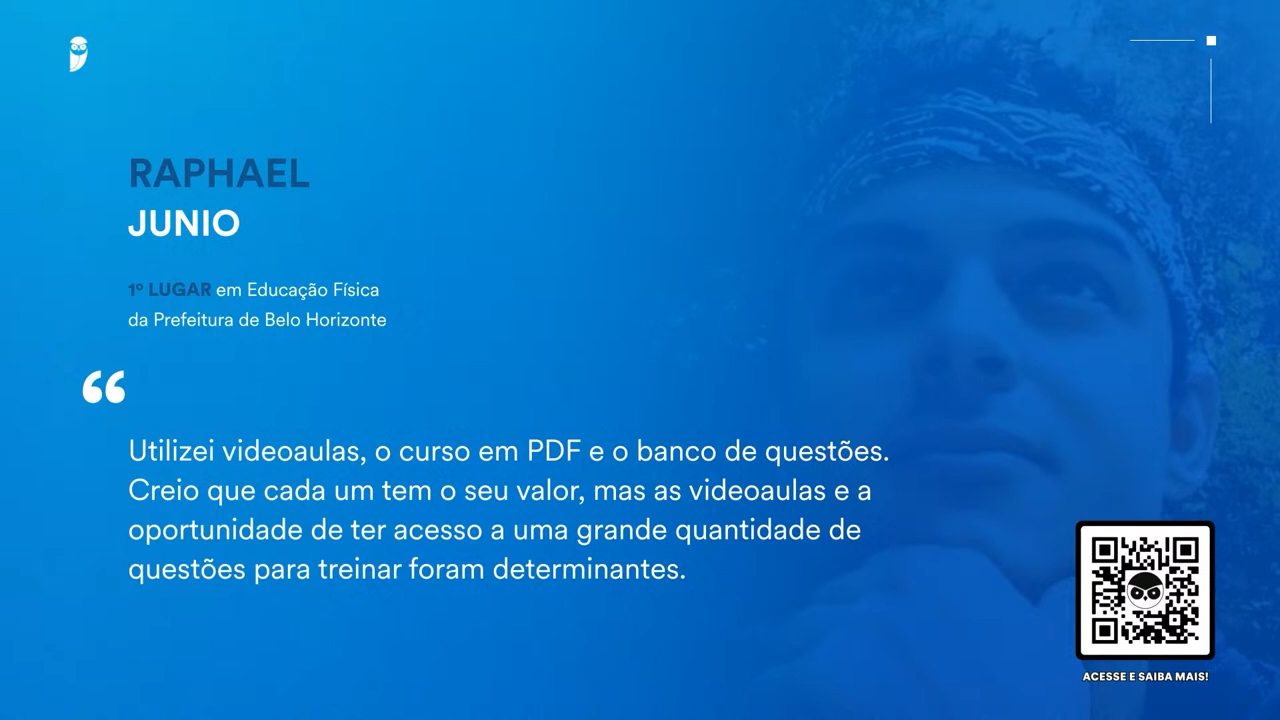 RAPHAEL
JUNIO
1º LUGAR em Educação Física
da Prefeitura de Belo Horizonte
“
Utilizei videoaulas, o curso em PDF e o banco de questões.
Creio que cada um tem o seu valor, mas as videoaulas e a
oportunidade de ter acesso a uma grande quantidade de
questões para treinar foram determinantes.
ACESSE E SAIBA MAIS!